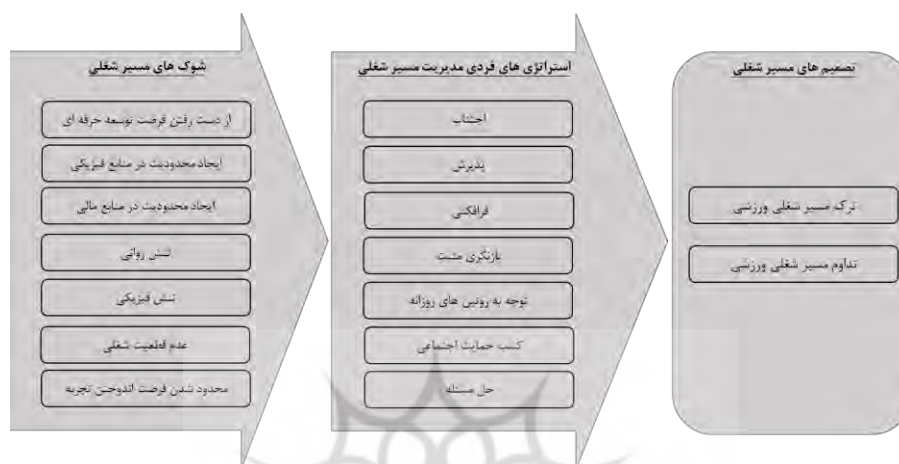 شوک های مسیر شغلی
از دست رفتن فرصت توسعه حرفه ای
ایجاد محدودیت در منابع فیزیکی
ایجاد محدودیت در منابع مالی
تنش روانی
تنش فیزیکی
عدم قطعیت شغلی
محدود شدن فرصت اندوختن تجربه
استراتژی های فردی مدیریت مسیر شغلی
اجتناب
پذیرش
فرافکنی
بازنگری مثبت
توجه به روتین های روزانه
کسب حمایت اجتماعی
حل مسئله
تصمیم های مسیر شغلی
ترک مسیر شغلی ورزشی
تداوم مسیر شغلی ورزشی